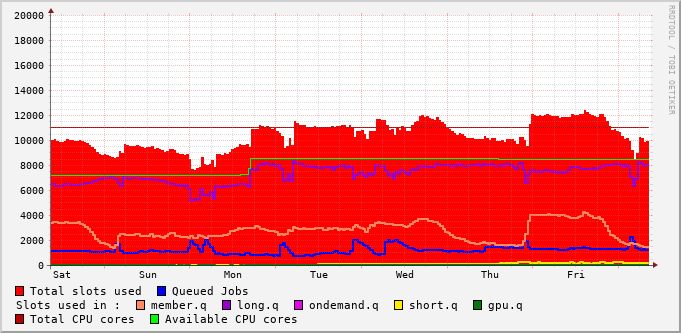 RRDTOOL / TOBI OETIKER
20000
18000
16000
14000
12000
10000
8000
6000
4000
2000
0
Sat Sun Mon Tue Wed Thu Fri
Total slots used Queued Jobs
Slots used in : member.q long.q ondemand.q short.q gpu.q
Total CPU cores Available CPU cores